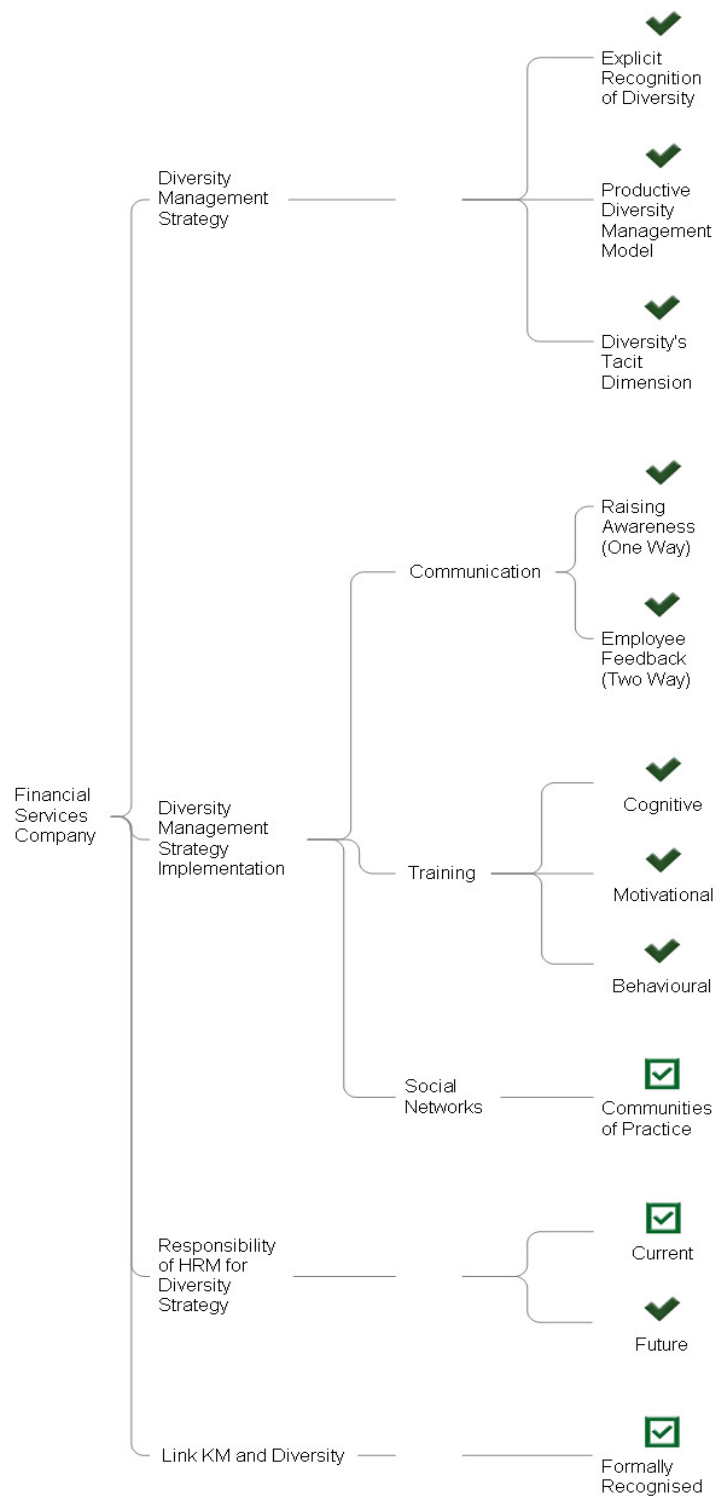 Explicit
Recognition
of Diversity
Diversity
Management
Strategy
Productive
Diversity
Management
Model
Diversity's
Tacit
Dimension
Raising
Awareness
(One Way)
Communication
Employee
Feedback
(Two Way)
Financial
Services
Company
Diversity
Management
Strategy
Implementation
Cognitive
Training
Motivational
Behavioural
Social
Networks
Communities
of Practice
Responsibility
of HRM for
Diversity
Strategy
Current
Future
Link KM and Diversity
Formally
Recognised